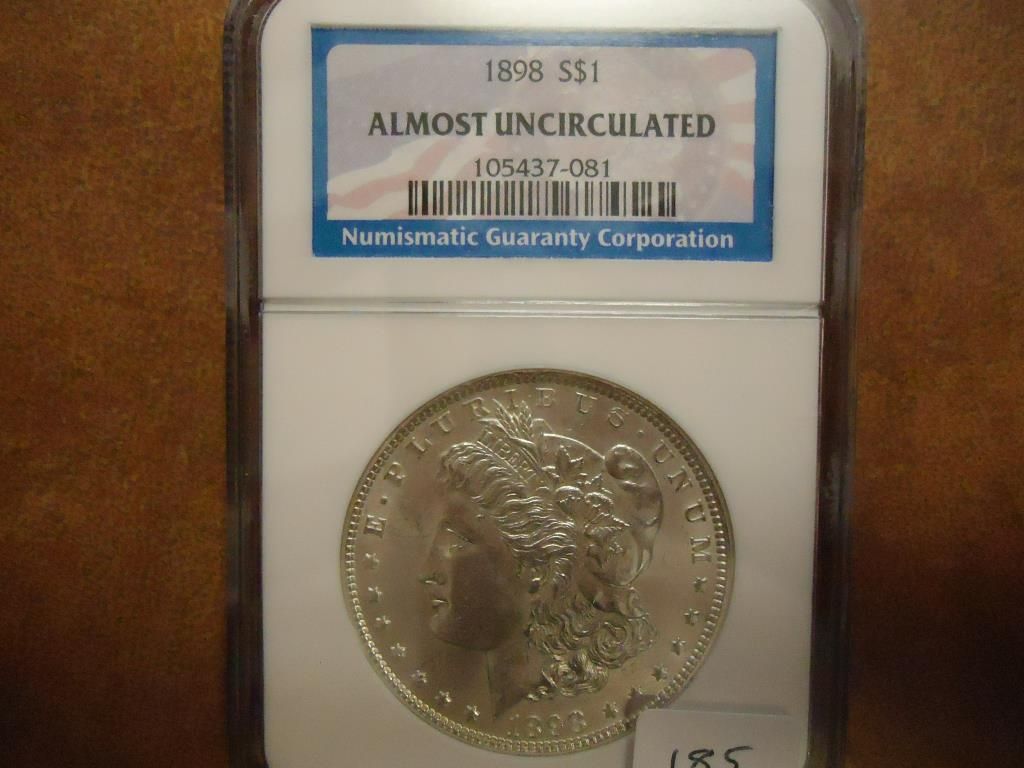 1898 S$1
ALMOST UNCIRCULATED
105437-081
Numismatic Guaranty Corporation
E·PLURIBUS·UNUM
LIBERTY
1898
185